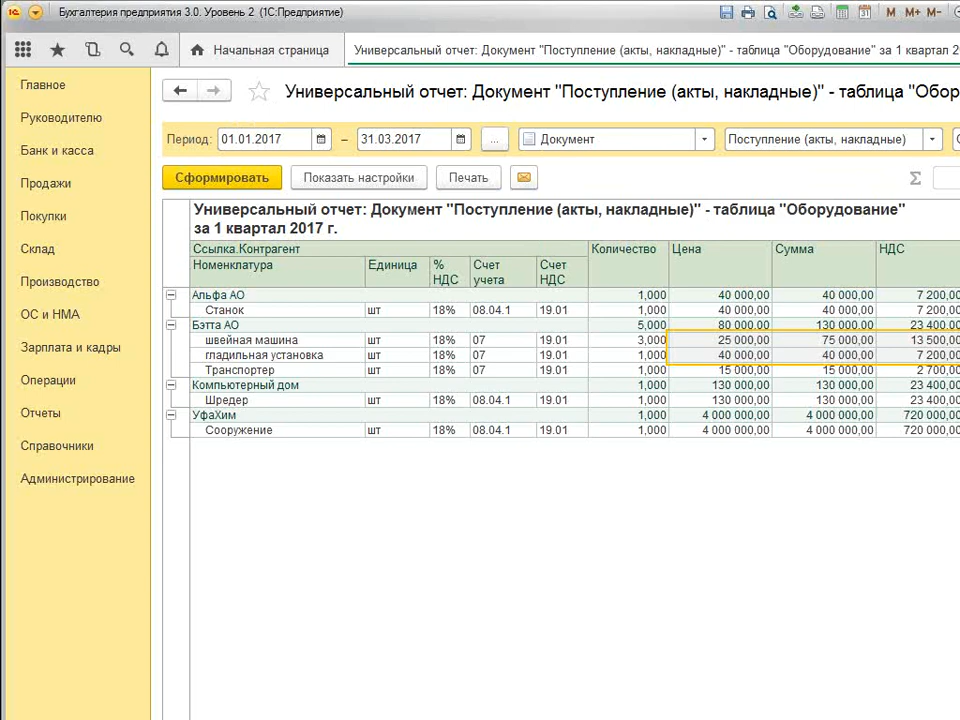 Бухгалтерия предприятия 3.0. Уровень 2 (1С:Предприятие)
M M+ M-
Начальная страница
Универсальный отчет: Документ "Поступление (акты, накладные)" - таблица "Оборудование" за 1 квартал
Главное
Руководителю
Банк и касса
Продажи
Покупки
Склад
Производство
ОС и НМА
Зарплата и кадры
Операции
Отчеты
Справочники
Администрирование
Универсальный отчет: Документ "Поступление (акты, накладные)" - таблица "Обор
Период: 01.01.2017 – 31.03.2017 ... Документ Поступление (акты, накладные)
Сформировать Показать настройки Печать Σ
Универсальный отчет: Документ "Поступление (акты, накладные)" - таблица "Оборудование"
за 1 квартал 2017 г.
Ссылка.Контрагент Количество Цена Сумма НДС
Номенклатура Единица % НДС Счет учета Счет НДС
Альфа АО 1,000 40 000,00 40 000,00 7 200,00
Станок шт 18% 08.04.1 19.01 1,000 40 000,00 40 000,00 7 200,00
Бэтта АО 5,000 80 000,00 130 000,00 23 400,00
швейная машина шт 18% 07 19.01 3,000 25 000,00 75 000,00 13 500,00
гладильная установка шт 18% 07 19.01 1,000 40 000,00 40 000,00 7 200,00
Транспортер шт 18% 07 19.01 1,000 15 000,00 15 000,00 2 700,00
Компьютерный дом 1,000 130 000,00 130 000,00 23 400,00
Шредер шт 18% 08.04.1 19.01 1,000 130 000,00 130 000,00 23 400,00
УфаХим 1,000 4 000 000,00 4 000 000,00 720 000,00
Сооружение шт 18% 08.04.1 19.01 1,000 4 000 000,00 4 000 000,00 720 000,00